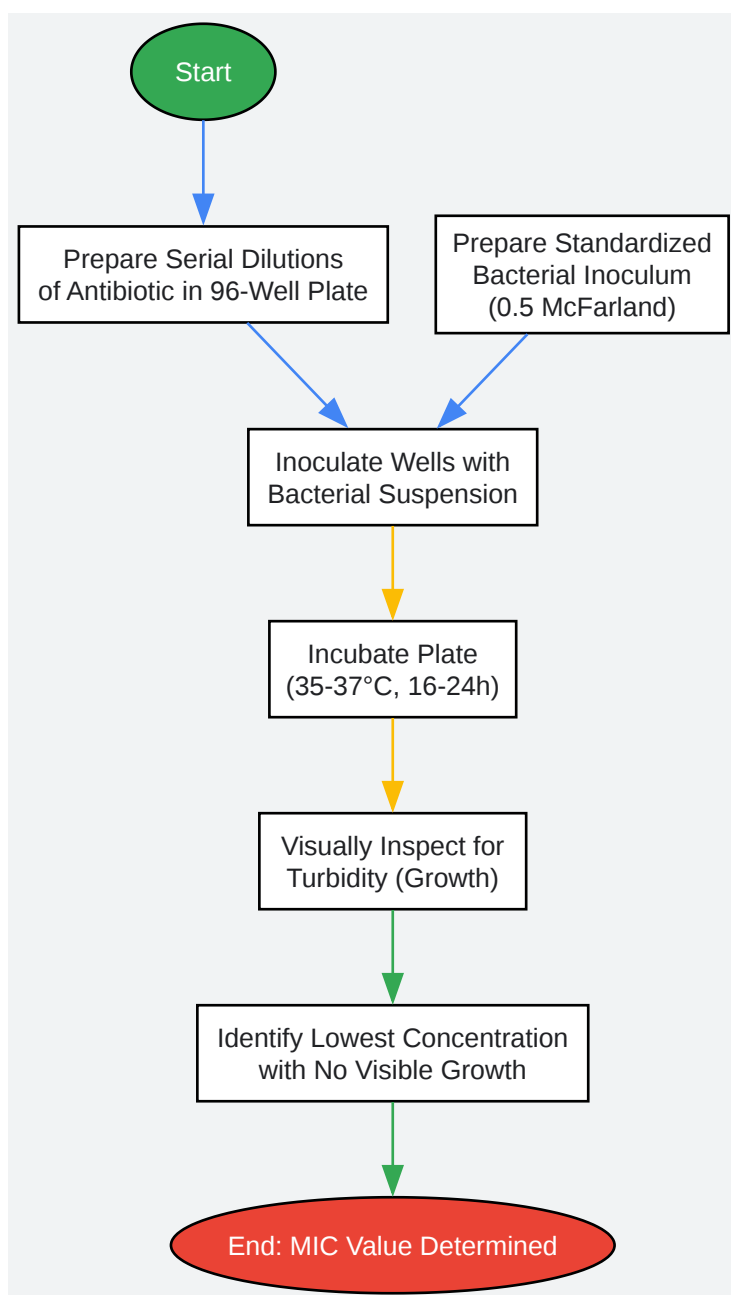 Start
Prepare Serial Dilutions
of Antibiotic in 96-Well Plate
Prepare Standardized
Bacterial Inoculum
(0.5 McFarland)
Inoculate Wells with
Bacterial Suspension
Incubate Plate
(35-37°C, 16-24h)
Visually Inspect for
Turbidity (Growth)
Identify Lowest Concentration
with No Visible Growth
End: MIC Value Determined